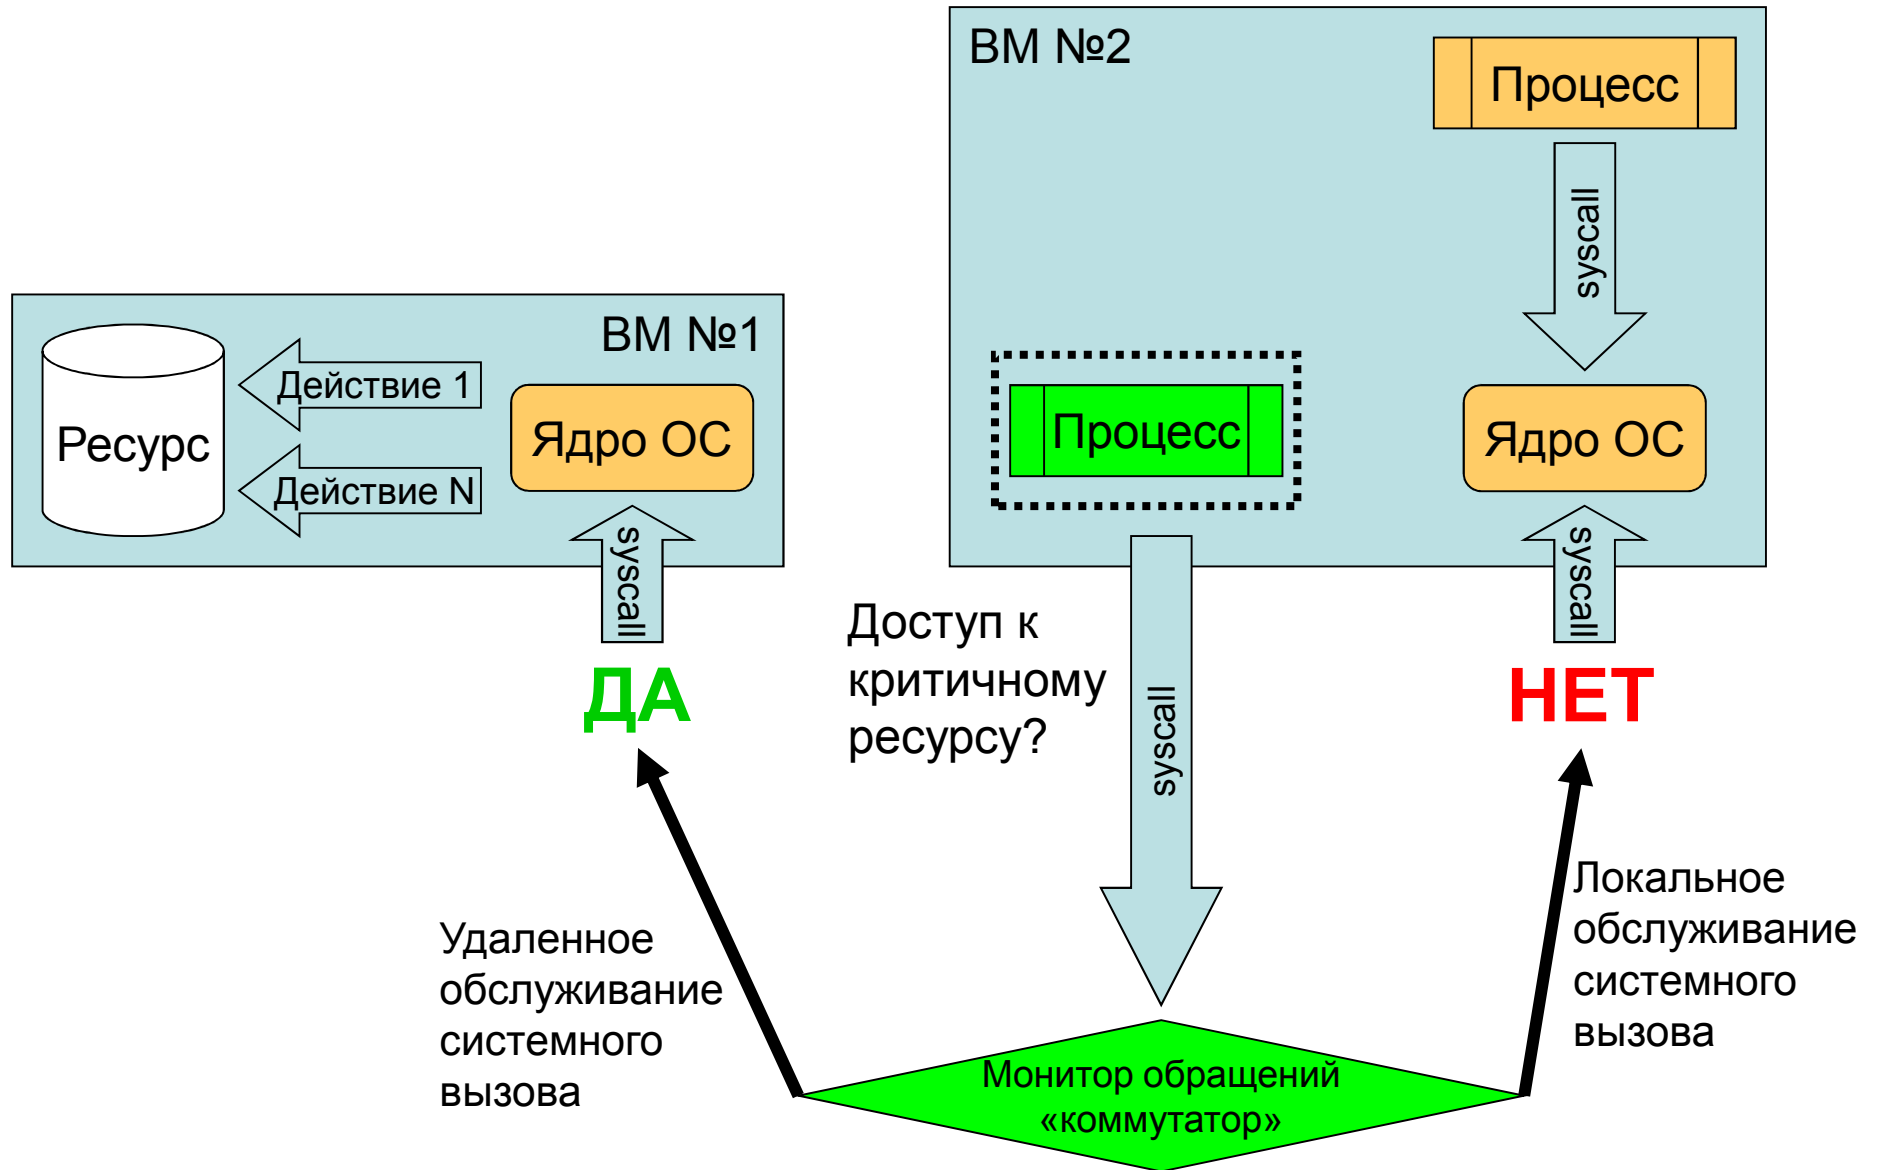 ВМ №2
Процесс
syscall
ВМ №1
Действие 1
Ресурс
Ядро ОС
Действие N
syscall
Процесс
Ядро ОС
syscall
Доступ к
критичному
ресурсу?
syscall
ДА
НЕТ
Удаленное
обслуживание
системного
вызова
Локальное
обслуживание
системного
вызова
Монитор обращений
«коммутатор»